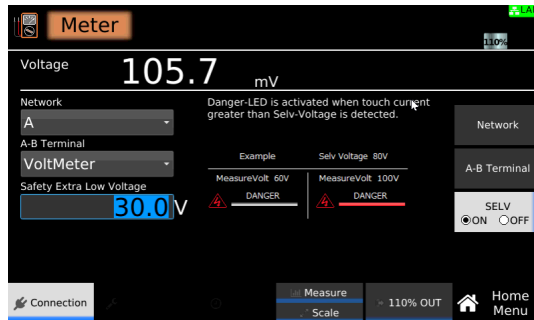 LAN
Meter
110%
Voltage
105.7 mV
Network
A
A-B Terminal
VoltMeter
Safety Extra Low Voltage
30.0 V
Danger-LED is activated when touch current
greater than Selv-Voltage is detected.
Example
Selv Voltage 80V
MeasureVolt 60V
MeasureVolt 100V
DANGER
DANGER
Network
A-B Terminal
SELV
ON OFF
Connection
Measure
Scale
110% OUT
Home
Menu